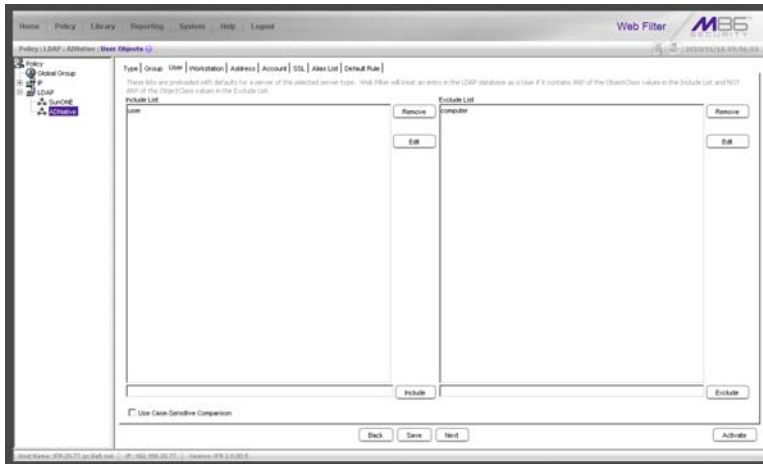 Home Policy Library Reporting System Help Logout
Web Filter
M86 SECURITY
Policy : LDAP : ADNative : User Objects
Policy
Global Group
IP
LDAP
SunONE
ADNative
Type | Group | User | Workstation | Address | Account | SSL | Alias List | Default Rule |
These lists are preloaded with defaults for a server of the selected server type. Web Filter will treat an entry in the LDAP database as a User if it contains ANY of the ObjectClass values in the Include List and NOT
ANY of the ObjectClass values in the Exclude List.
Include List
Exclude List
user
Remove
computer
Remove
Edit
Edit
Include
Exclude
Use Case-Sensitive Comparison
Back Save Next
Activate
Host Name: